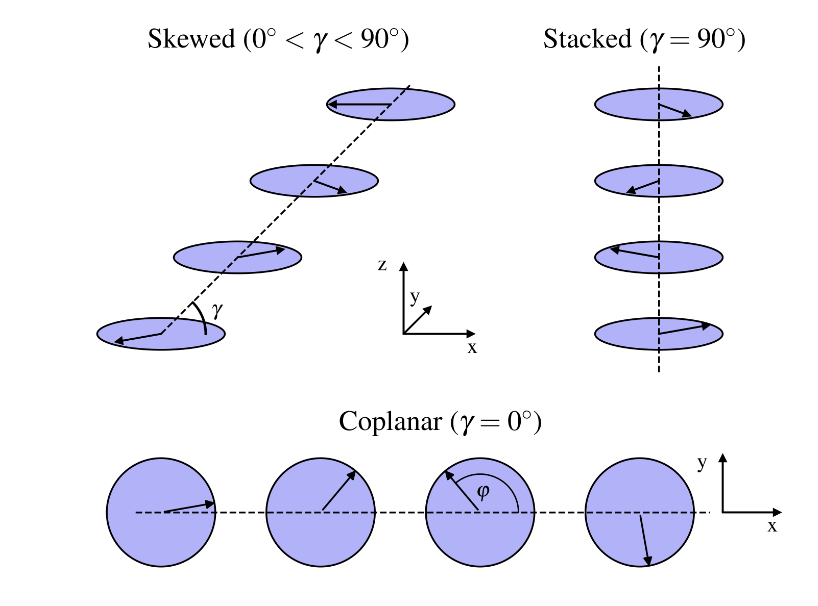 Skewed (0° < γ < 90°)
Stacked (γ = 90°)
z
y
x
γ
Coplanar (γ = 0°)
φ
y
x